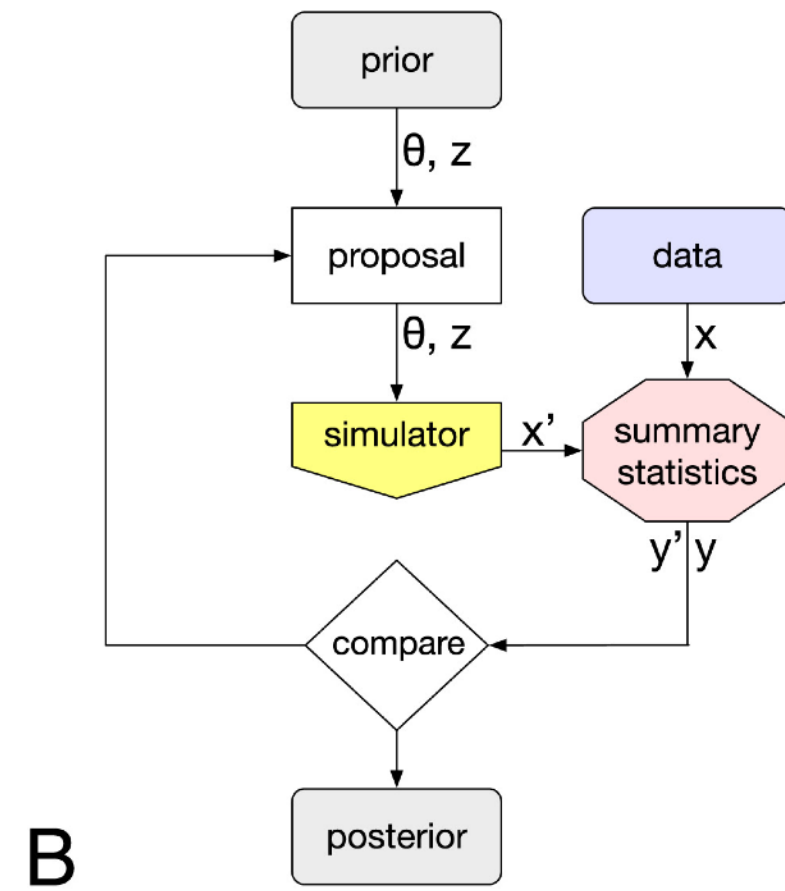 prior
θ, z
proposal
data
θ, z
x
simulator
x’
summary
statistics
y’ y
compare
posterior
B